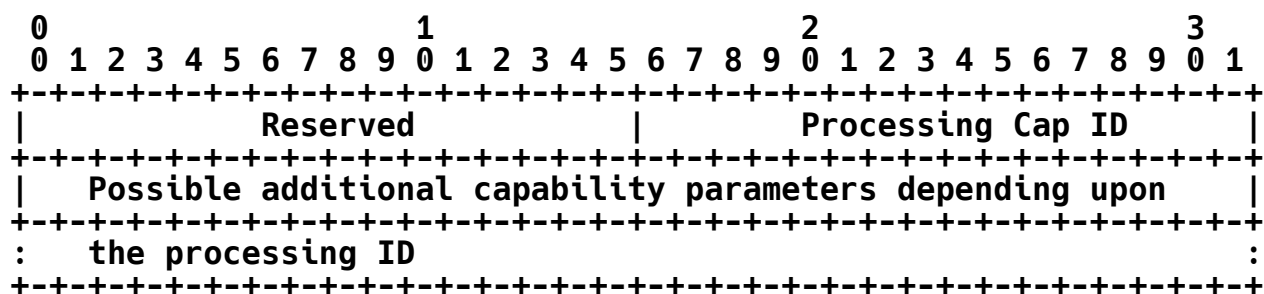 0                   1                   2                   3
 0 1 2 3 4 5 6 7 8 9 0 1 2 3 4 5 6 7 8 9 0 1 2 3 4 5 6 7 8 9 0 1
+-+-+-+-+-+-+-+-+-+-+-+-+-+-+-+-+-+-+-+-+-+-+-+-+-+-+-+-+-+-+-+-+
|            Reserved           |        Processing Cap ID      |
+-+-+-+-+-+-+-+-+-+-+-+-+-+-+-+-+-+-+-+-+-+-+-+-+-+-+-+-+-+-+-+-+
|   Possible additional capability parameters depending upon    |
+-+-+-+-+-+-+-+-+-+-+-+-+-+-+-+-+-+-+-+-+-+-+-+-+-+-+-+-+-+-+-+-+
:   the processing ID                                           :
+-+-+-+-+-+-+-+-+-+-+-+-+-+-+-+-+-+-+-+-+-+-+-+-+-+-+-+-+-+-+-+-+